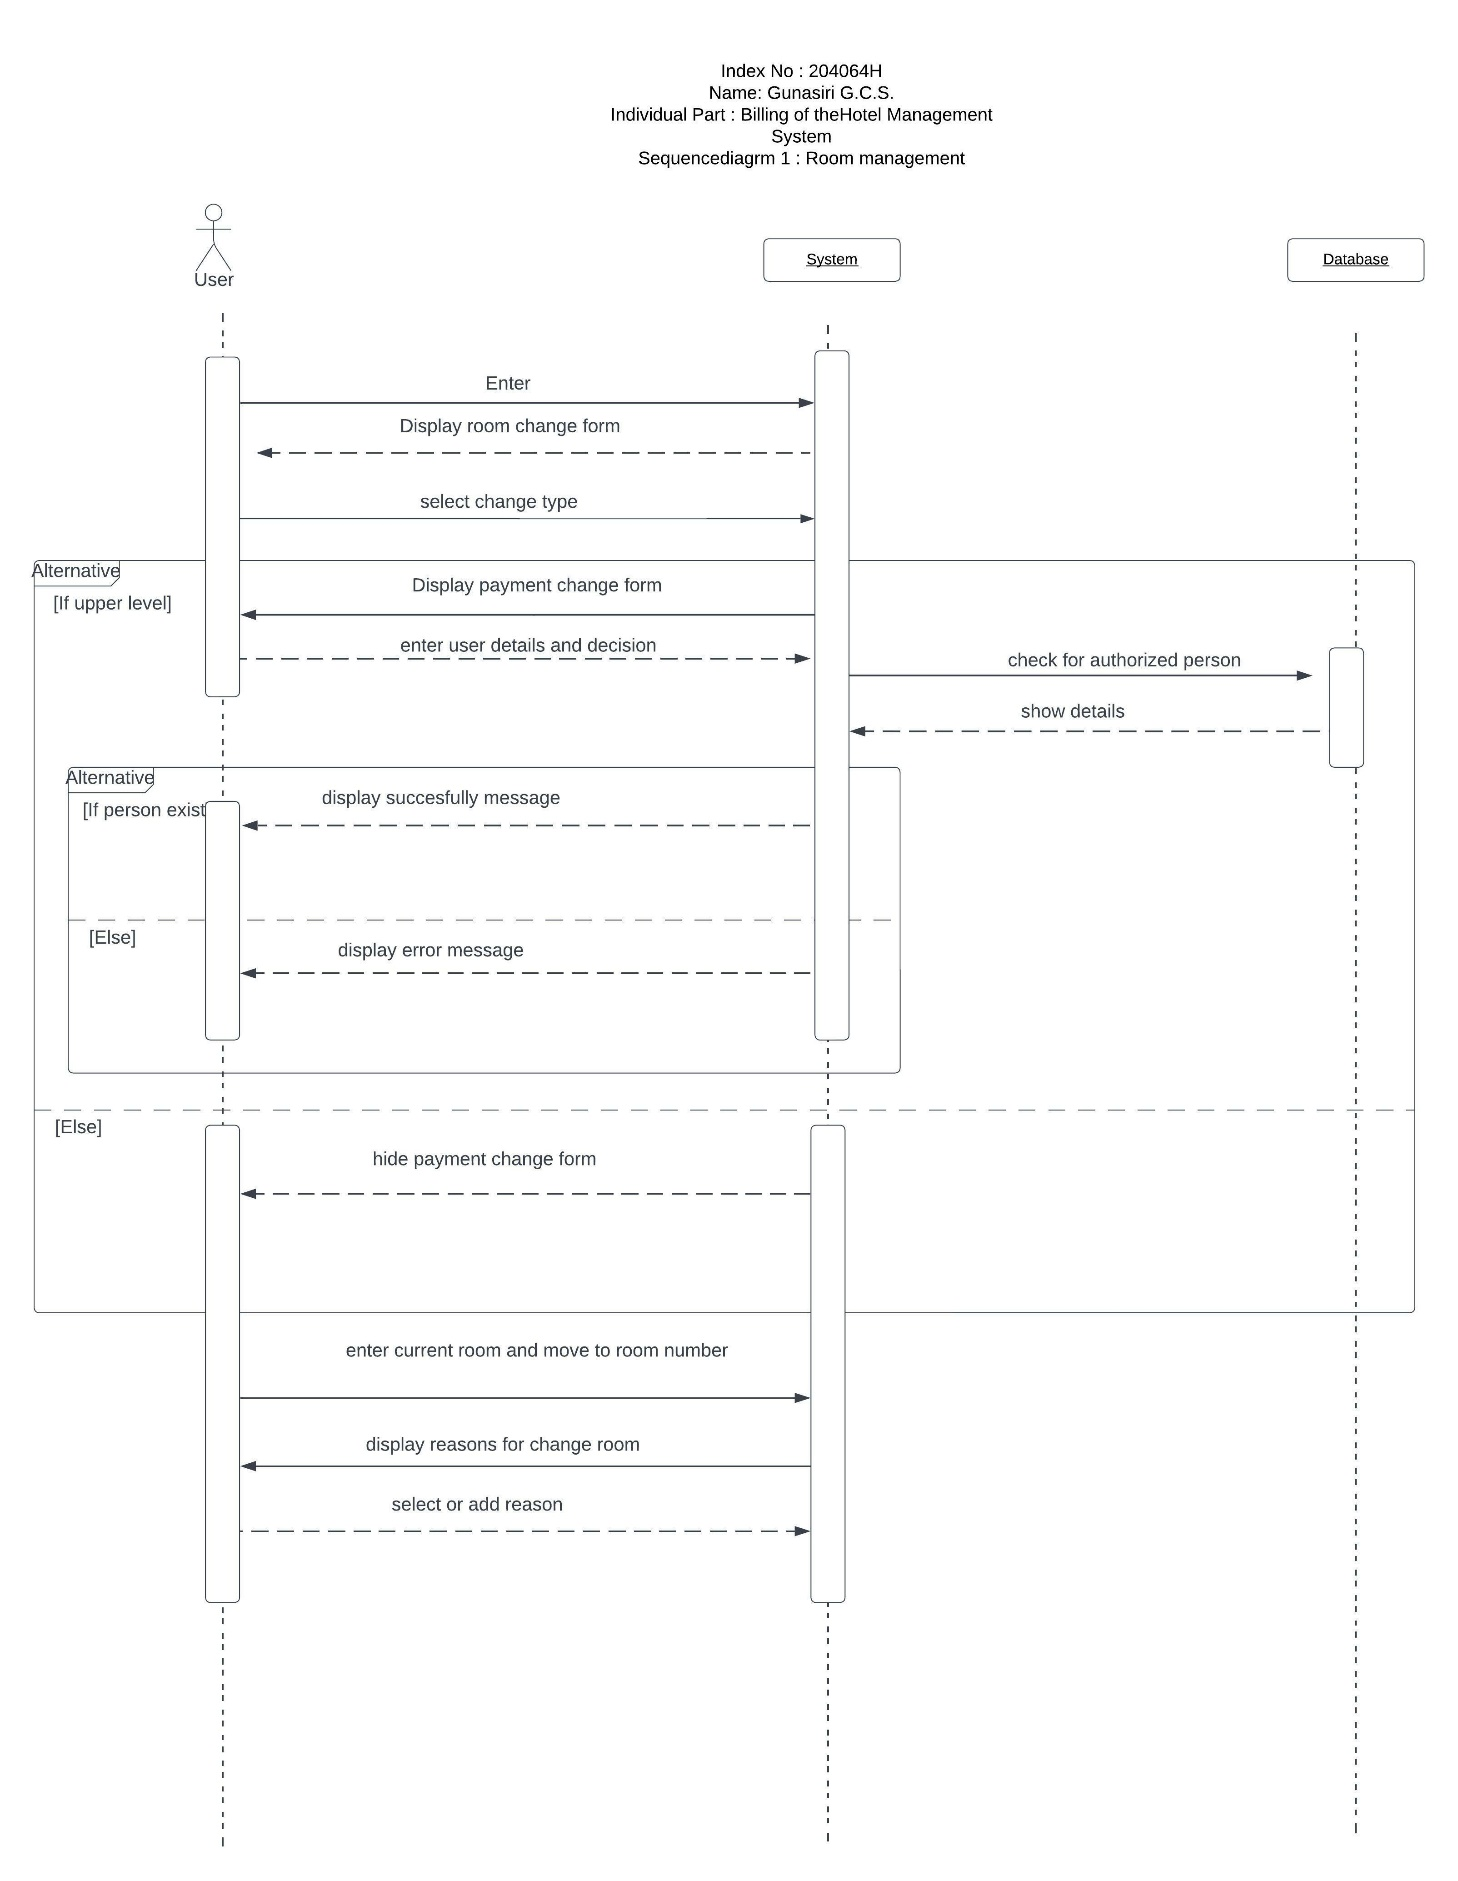 Index No : 204064H
Name: Gunasiri G.C.S.
Individual Part : Billing of theHotel Management
System
Sequencediagrm 1 : Room management
User
System
Database
Enter
Display room change form
select change type
Alternative
[If upper level]
Display payment change form
enter user details and decision
check for authorized person
show details
Alternative
[If person exist
display succesfully message
[Else]
display error message
[Else]
hide payment change form
enter current room and move to room number
display reasons for change room
select or add reason